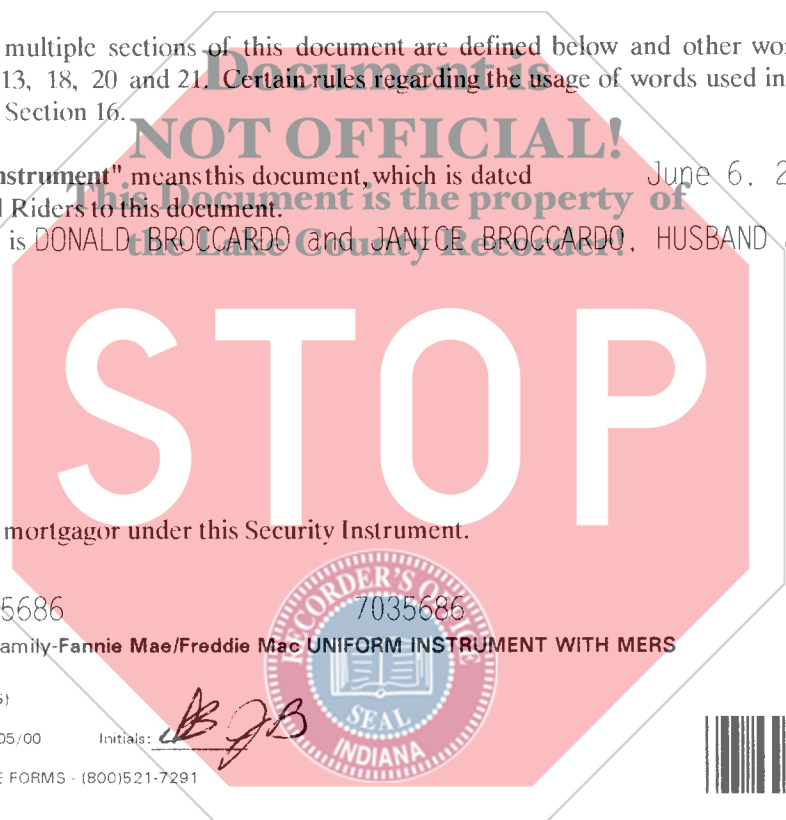 multiple sections of this document are defined below and other wo
Document is
13, 18, 20 and 21. Certain rules regarding the usage of words used in
Section 16.
NOT OFFICIAL!
nstrument" means this document, which is dated June 6, 2
This Document is the property of
l Riders to this document.
is DONALD BROCCARDO and JANICE BROCCARDO, HUSBAND
the Lake County Recorder!
STOP
mortgagor under this Security Instrument.
RECORDER'S OFFICE
5686 7035686
amily-Fannie Mae/Freddie Mac UNIFORM INSTRUMENT WITH MERS
05/00 Initials: DB JB
SEAL
INDIANA
E FORMS - (800)521-7291